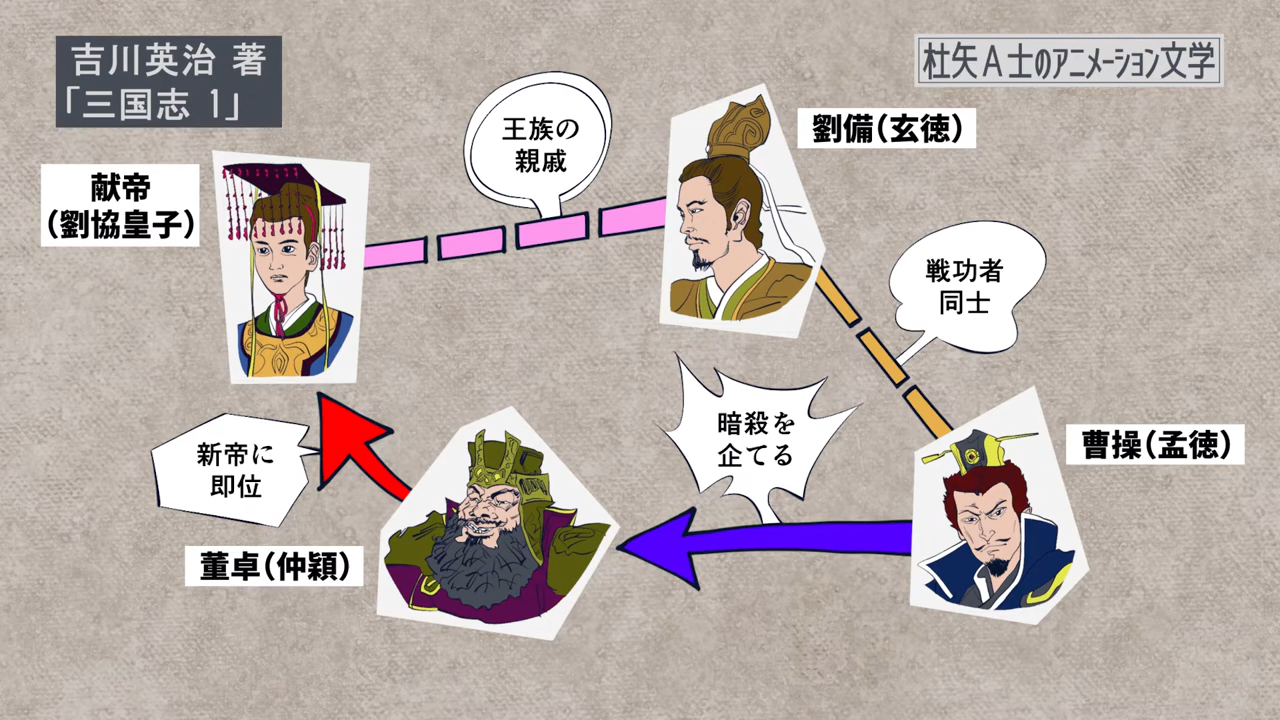 吉川英治 著
「三国志 1」
杜矢A士のアニメーション文学
王族の
親戚
劉備(玄徳)
献帝
(劉協皇子)
戦功者
同士
暗殺を
企てる
曹操(孟徳)
新帝に
即位
董卓(仲穎)